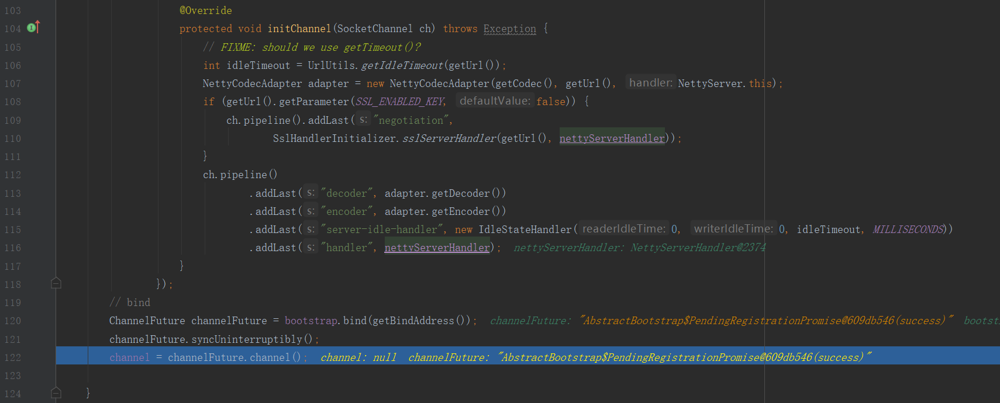 103 @Override
104 protected void initChannel(SocketChannel ch) throws Exception {
105 // FIXME: should we use getTimeout()?
106 int idleTimeout = UrlUtils.getIdleTimeout(getUrl());
107 NettyCodecAdapter adapter = new NettyCodecAdapter(getCodec(), getUrl(), handler: NettyServer.this);
108 if (getUrl().getParameter(SSL_ENABLED_KEY, defaultValue: false)) {
109 ch.pipeline().addLast( s: "negotiation",
110 SslHandlerInitializer.sslServerHandler(getUrl(), nettyServerHandler));
111 }
112 ch.pipeline()
113 .addLast( s: "decoder", adapter.getDecoder())
114 .addLast( s: "encoder", adapter.getEncoder())
115 .addLast( s: "server-idle-handler", new IdleStateHandler( readerIdleTime: 0, writerIdleTime: 0, idleTimeout, MILLISECONDS))
116 .addLast( s: "handler", nettyServerHandler); nettyServerHandler: NettyServerHandler@2374
117 }
118 });
119 // bind
120 ChannelFuture channelFuture = bootstrap.bind(getBindAddress()); channelFuture: "AbstractBootstrap$PendingRegistrationPromise@609db546(success)" bootst
121 channelFuture.syncUninterruptibly();
122 channel = channelFuture.channel(); channel: null channelFuture: "AbstractBootstrap$PendingRegistrationPromise@609db546(success)"
123
124 }